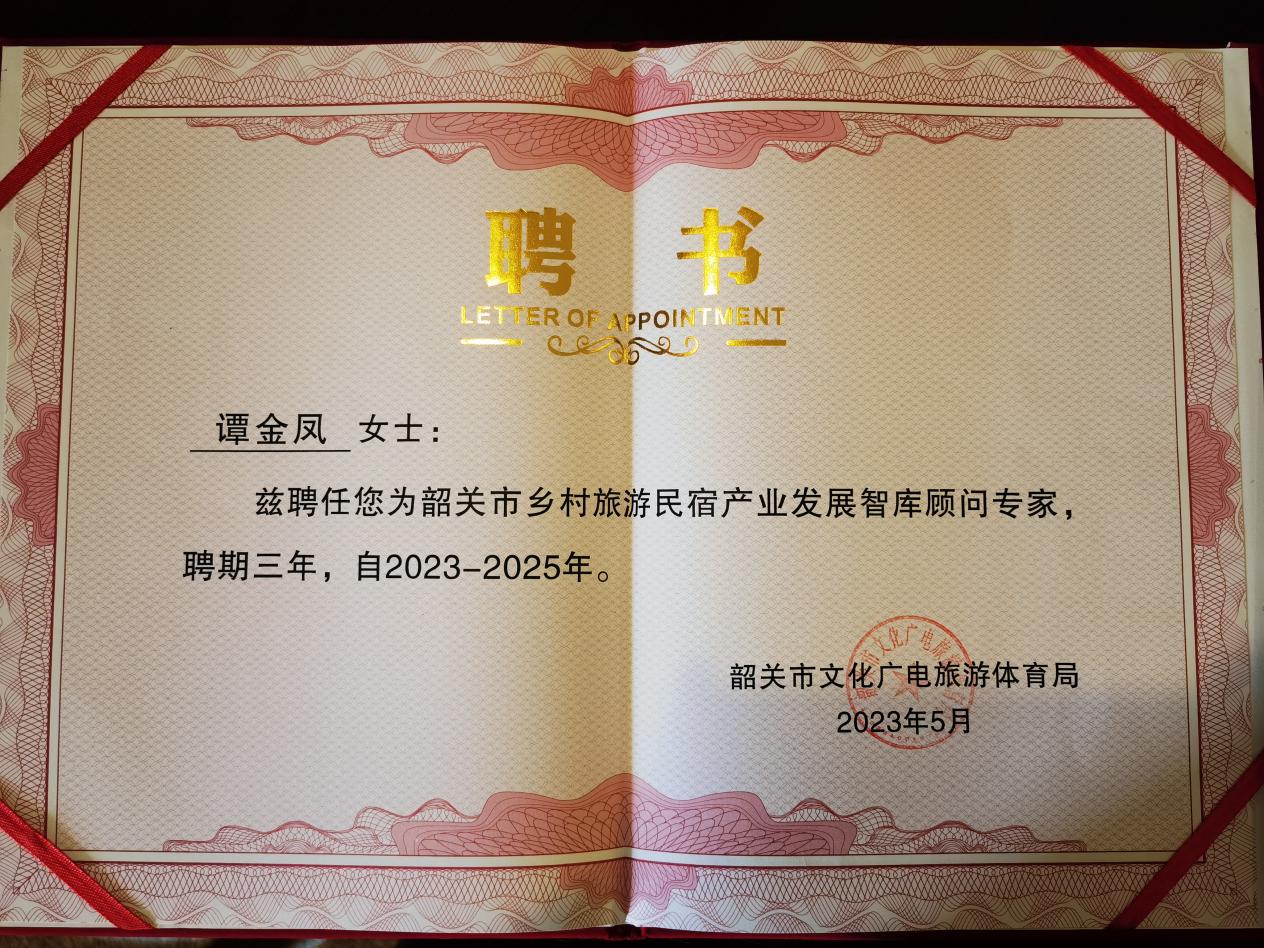 聘 书
LETTER OF APPOINTMENT
谭金凤 女士：
兹聘任您为韶关市乡村旅游民宿产业发展智库顾问专家，
聘期三年，自2023-2025年。
韶关市文化广电旅游体育局
2023年5月